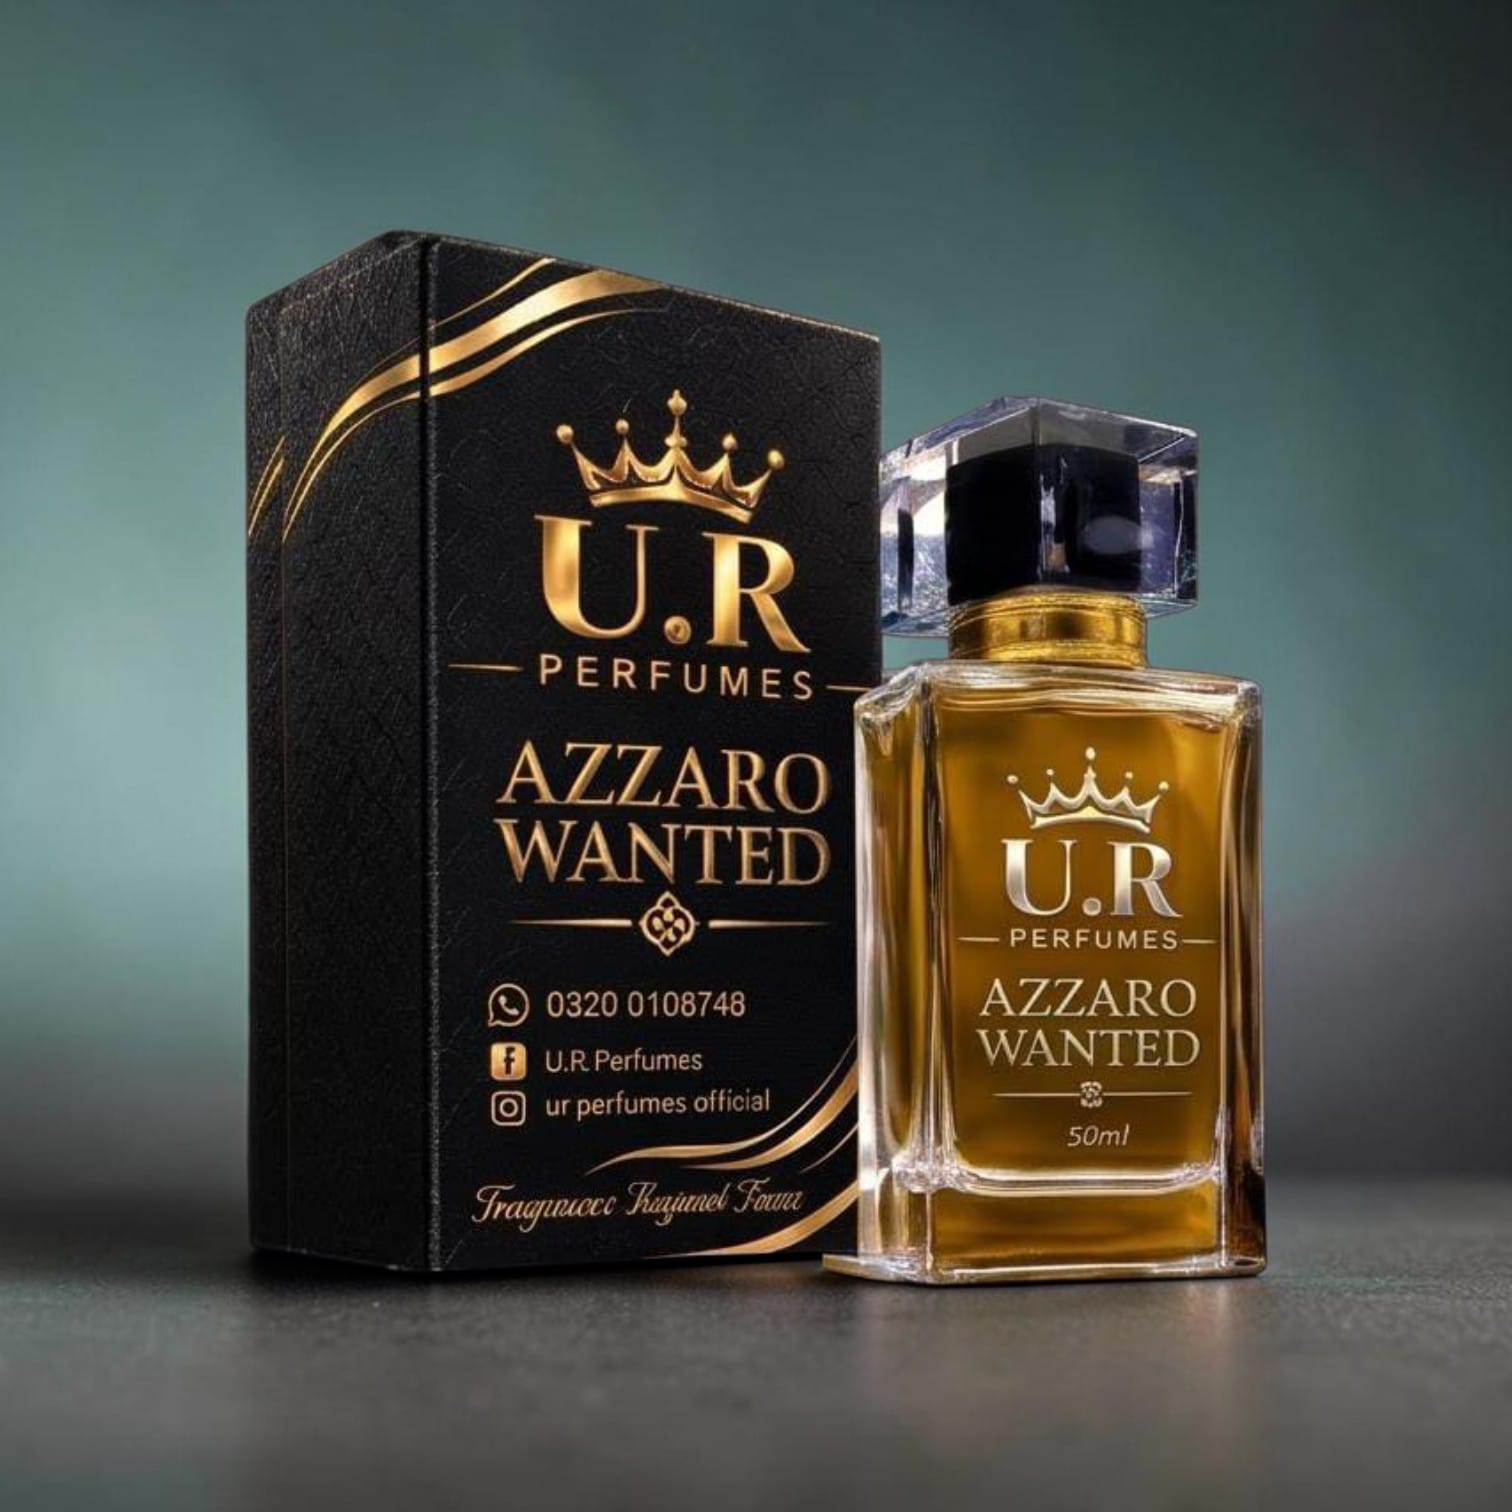 U.R
PERFUMES
AZZARO
WANTED
0320 0108748
U.R. Perfumes
ur perfumes official
U.R
PERFUMES
AZZARO
WANTED
50ml